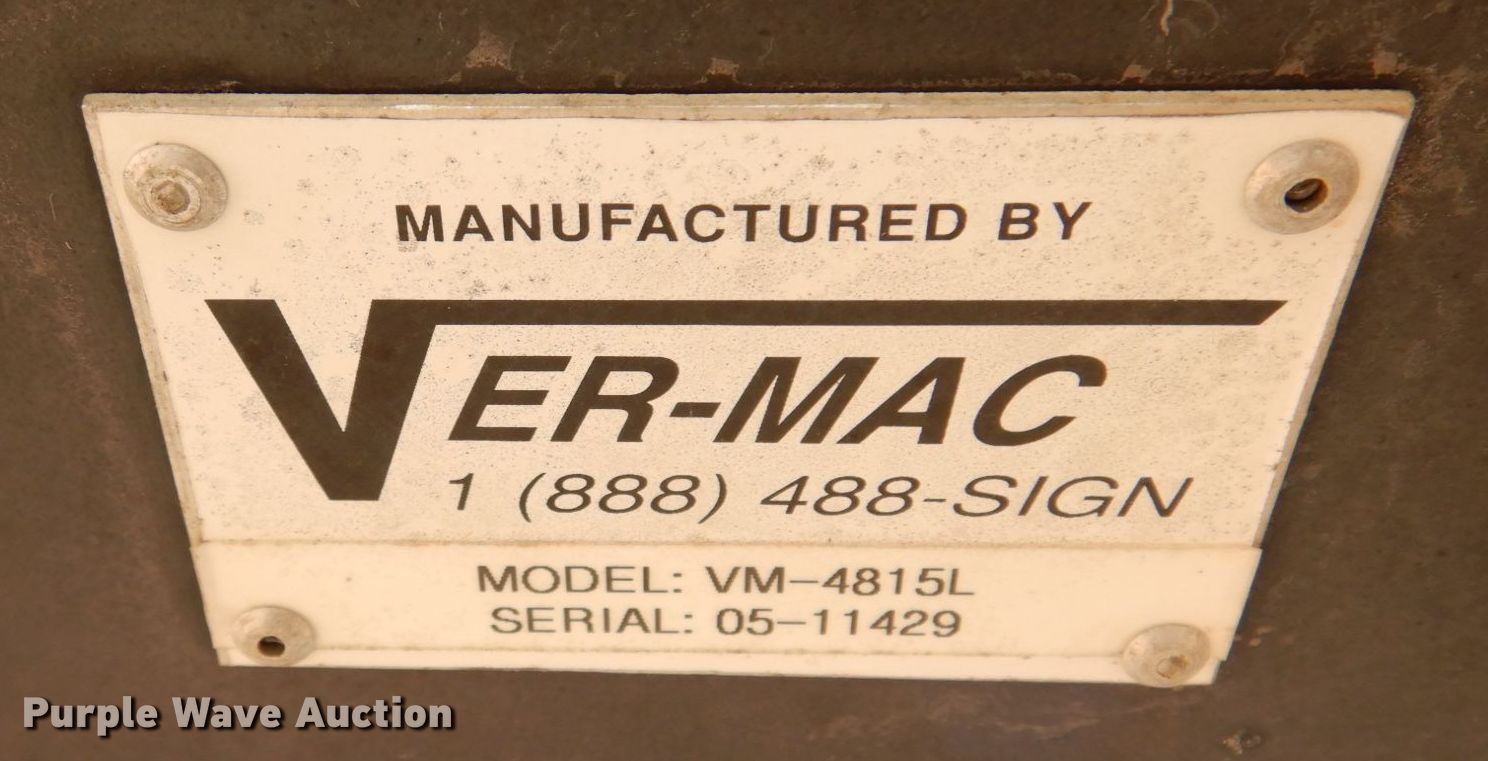 MANUFACTURED BY
VER-MAC
1 (888) 488-SIGN
MODEL: VM-4815L
SERIAL: 05-11429
Purple Wave Auction